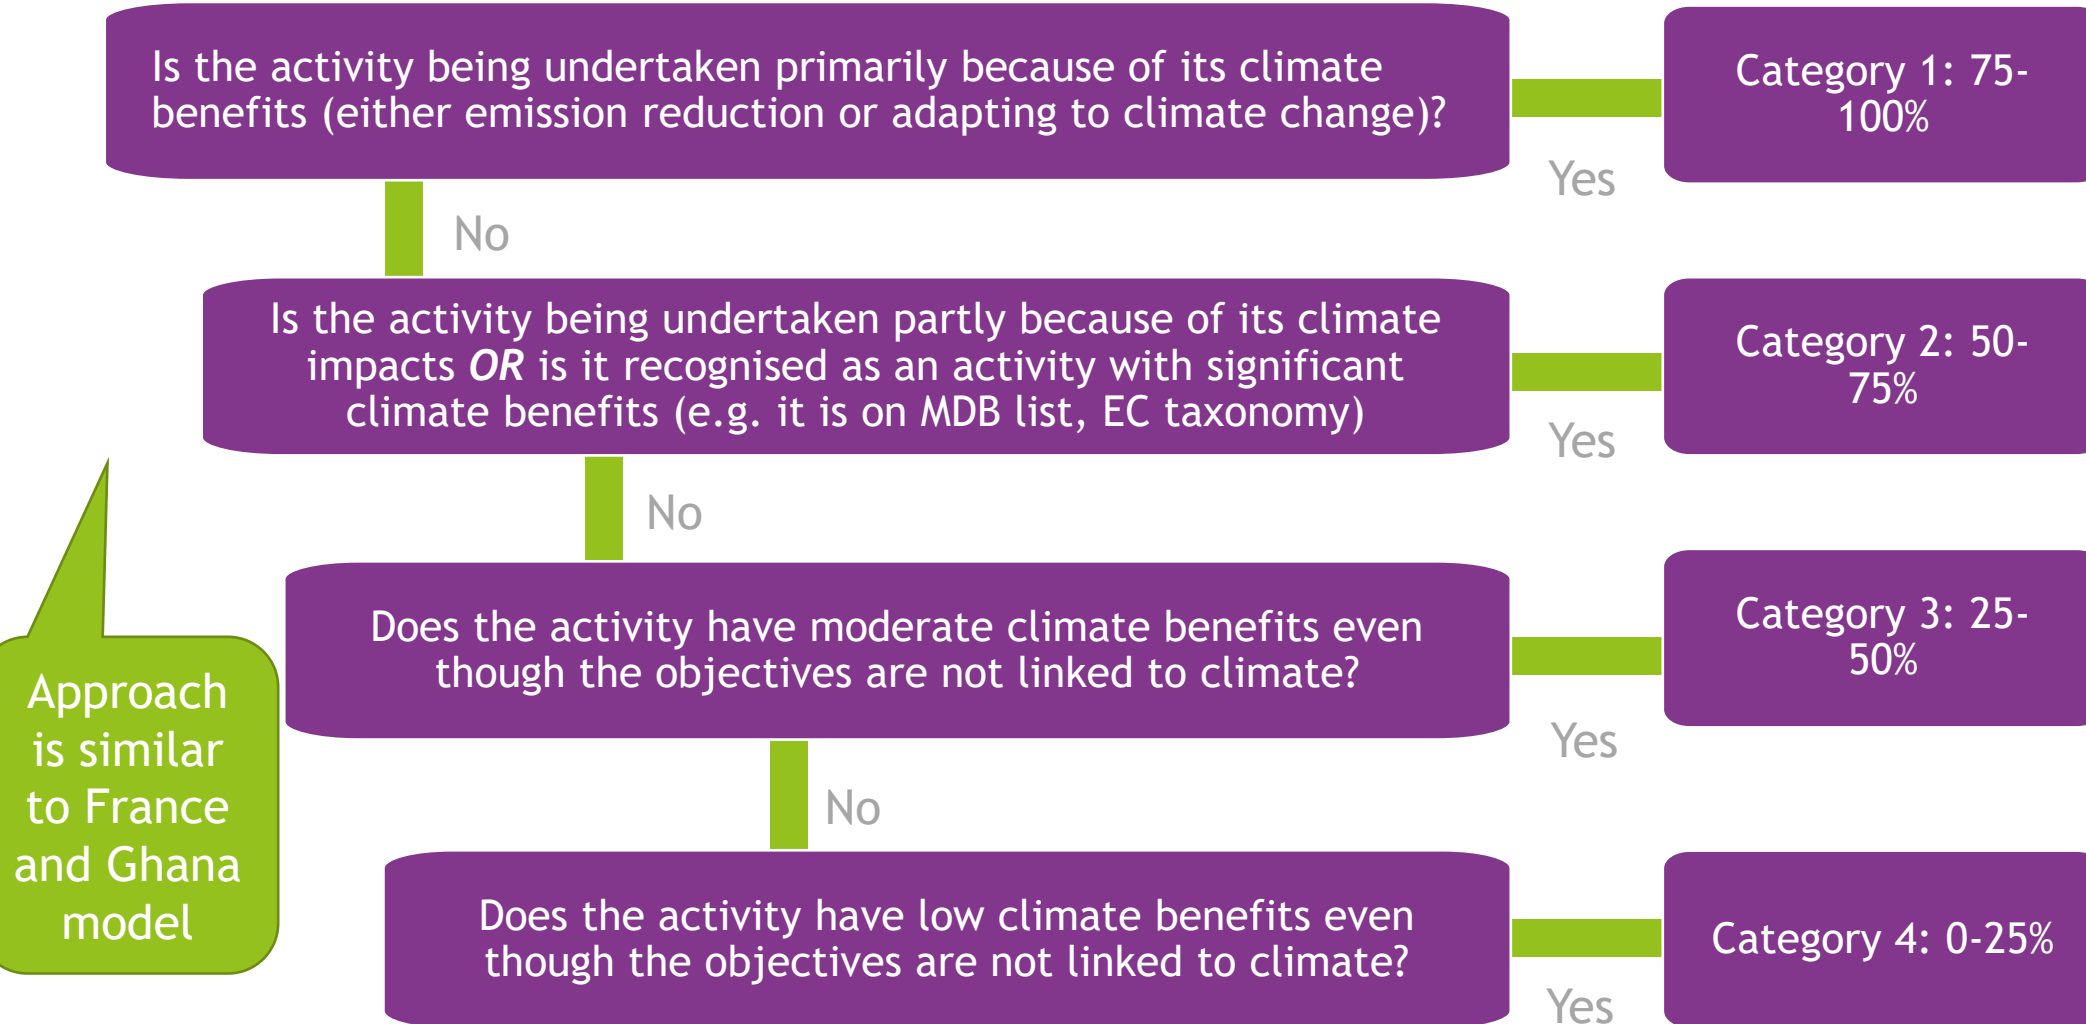 Is the activity being undertaken primarily because of its climate
benefits (either emission reduction or adapting to climate change)?
Yes
Category 1: 75-
100%
No
Is the activity being undertaken partly because of its climate
impacts OR is it recognised as an activity with significant
climate benefits (e.g. it is on MDB list, EC taxonomy)
Yes
Category 2: 50-
75%
No
Does the activity have moderate climate benefits even
though the objectives are not linked to climate?
Yes
Category 3: 25-
50%
No
Does the activity have low climate benefits even
though the objectives are not linked to climate?
Yes
Category 4: 0-25%
Approach
is similar
to France
and Ghana
model